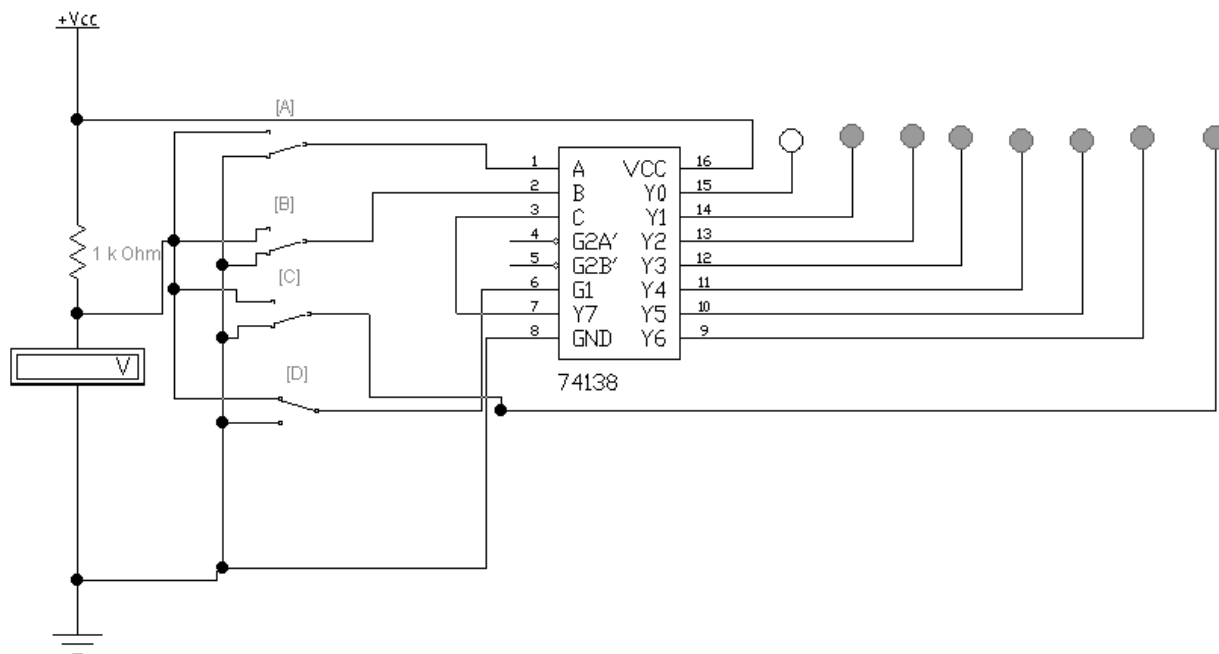 +Vcc
[A]
1 A VCC 16
2 B Y0 15
[B]
3 C Y1 14
4 G2A' Y2 13
1 k Ohm
5 G2B' Y3 12
[C]
6 G1 Y4 11
7 Y7 Y5 10
8 GND Y6 9
V
[D]
74138